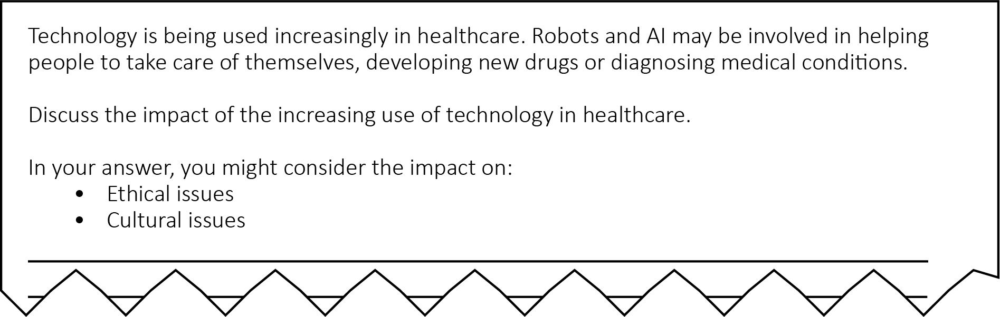 Technology is being used increasingly in healthcare. Robots and AI may be involved in helping
people to take care of themselves, developing new drugs or diagnosing medical conditions.
Discuss the impact of the increasing use of technology in healthcare.
In your answer, you might consider the impact on:
• Ethical issues
• Cultural issues